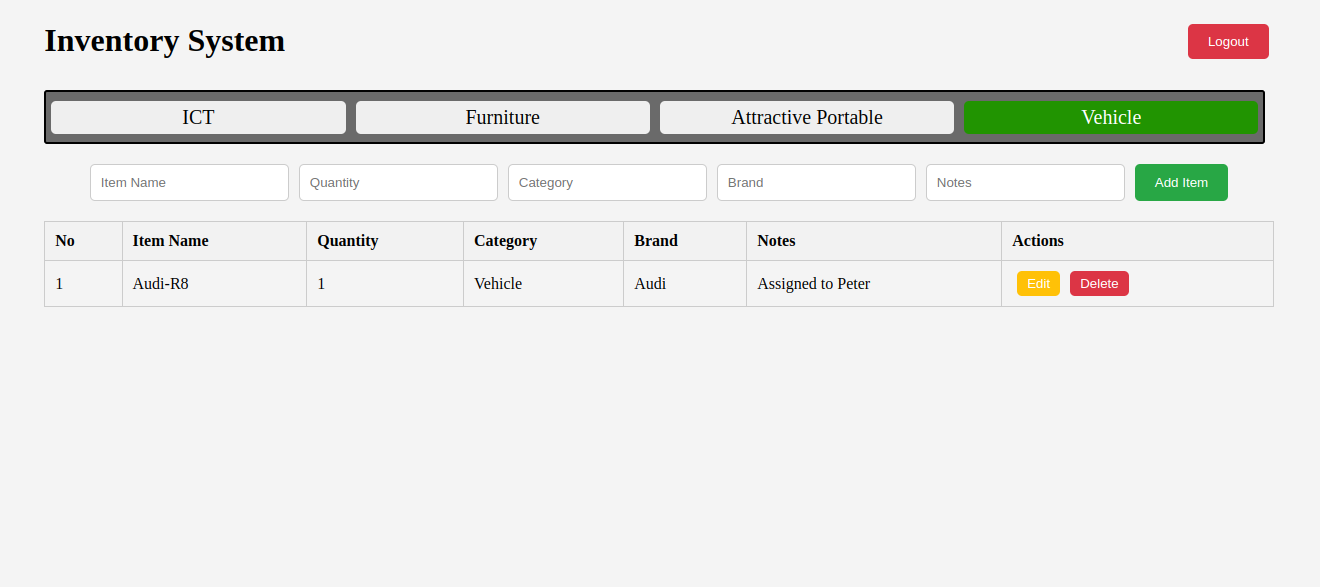 Inventory System
Logout
ICT Furniture Attractive Portable Vehicle
Item Name Quantity Category Brand Notes Add Item
No Item Name Quantity Category Brand Notes Actions
1 Audi-R8 1 Vehicle Audi Assigned to Peter Edit Delete